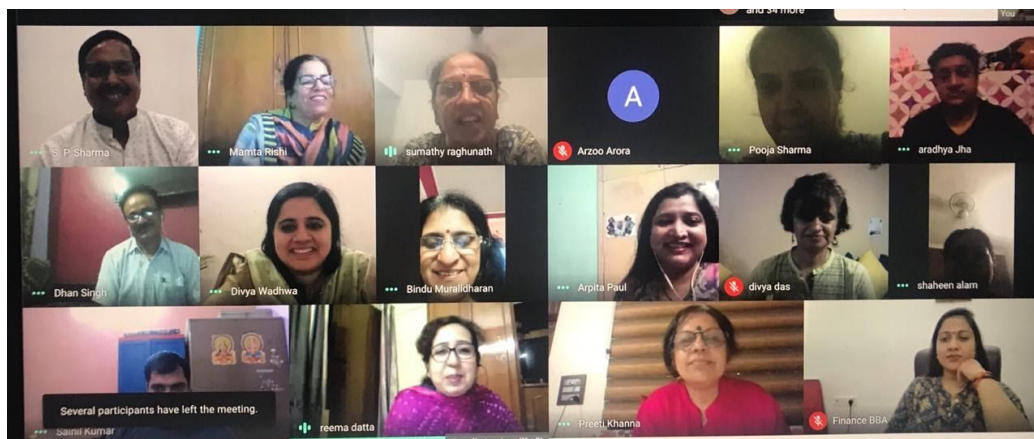 and 34 more
You
S. P. Sharma
Mamta Rishi
sumathy raghunath
A
Arzoo Arora
Pooja Sharma
aradhya Jha
Dhan Singh
Divya Wadhwa
Bindu Muralidharan
Arpita Paul
divya das
shaheen alam
Several participants have left the meeting.
Sainil Kumar
reema datta
Preeti Khanna
Finance BBA